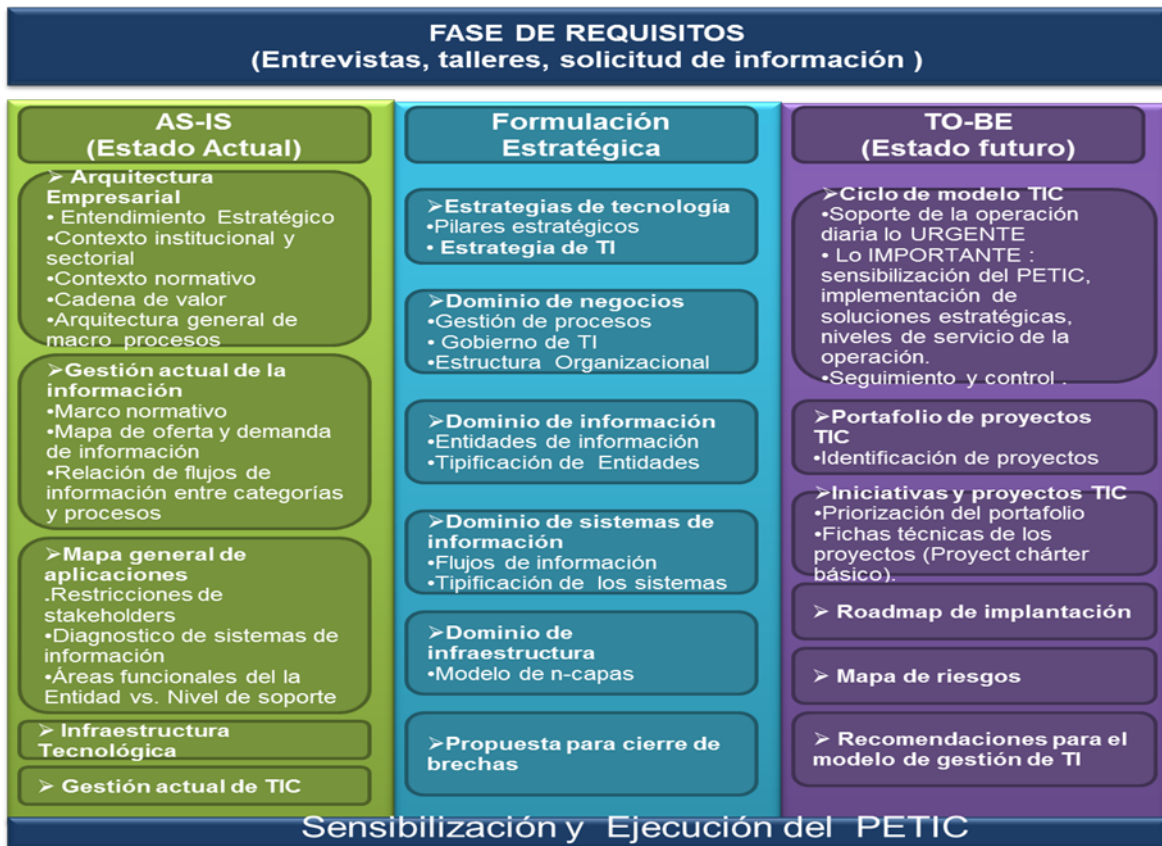 FASE DE REQUISITOS
(Entrevistas, talleres, solicitud de información )
AS-IS
(Estado Actual)
➢ Arquitectura
Empresarial
• Entendimiento Estratégico
•Contexto institucional y
sectorial
•Contexto normativo
•Cadena de valor
•Arquitectura general de
macro procesos
➢Gestión actual de la
información
•Marco normativo
•Mapa de oferta y demanda
de información
•Relación de flujos de
información entre categorías
y procesos
➢Mapa general de
aplicaciones
.Restricciones de
stakeholders
•Diagnostico de sistemas de
información
•Áreas funcionales del la
Entidad vs. Nivel de soporte
➢ Infraestructura
Tecnológica
➢ Gestión actual de TIC
Formulación
Estratégica
➢Estrategias de tecnología
•Pilares estratégicos
• Estrategia de TI
➢Dominio de negocios
•Gestión de procesos
• Gobierno de TI
•Estructura Organizacional
➢Dominio de información
•Entidades de información
•Tipificación de Entidades
➢Dominio de sistemas de
información
•Flujos de información
•Tipificación de los sistemas
➢Dominio de
infraestructura
•Modelo de n-capas
➢Propuesta para cierre de
brechas
TO-BE
(Estado futuro)
➢Ciclo de modelo TIC
•Soporte de la operación
diaria lo URGENTE
• Lo IMPORTANTE :
sensibilización del PETIC,
implementación de
soluciones estratégicas,
niveles de servicio de la
operación.
•Seguimiento y control .
➢Portafolio de proyectos
TIC
•Identificación de proyectos
➢Iniciativas y proyectos TIC
•Priorización del portafolio
•Fichas técnicas de los
proyectos (Proyect chárter
básico).
➢ Roadmap de implantación
➢ Mapa de riesgos
➢ Recomendaciones para el
modelo de gestión de TI
Sensibilización y Ejecución del PETIC